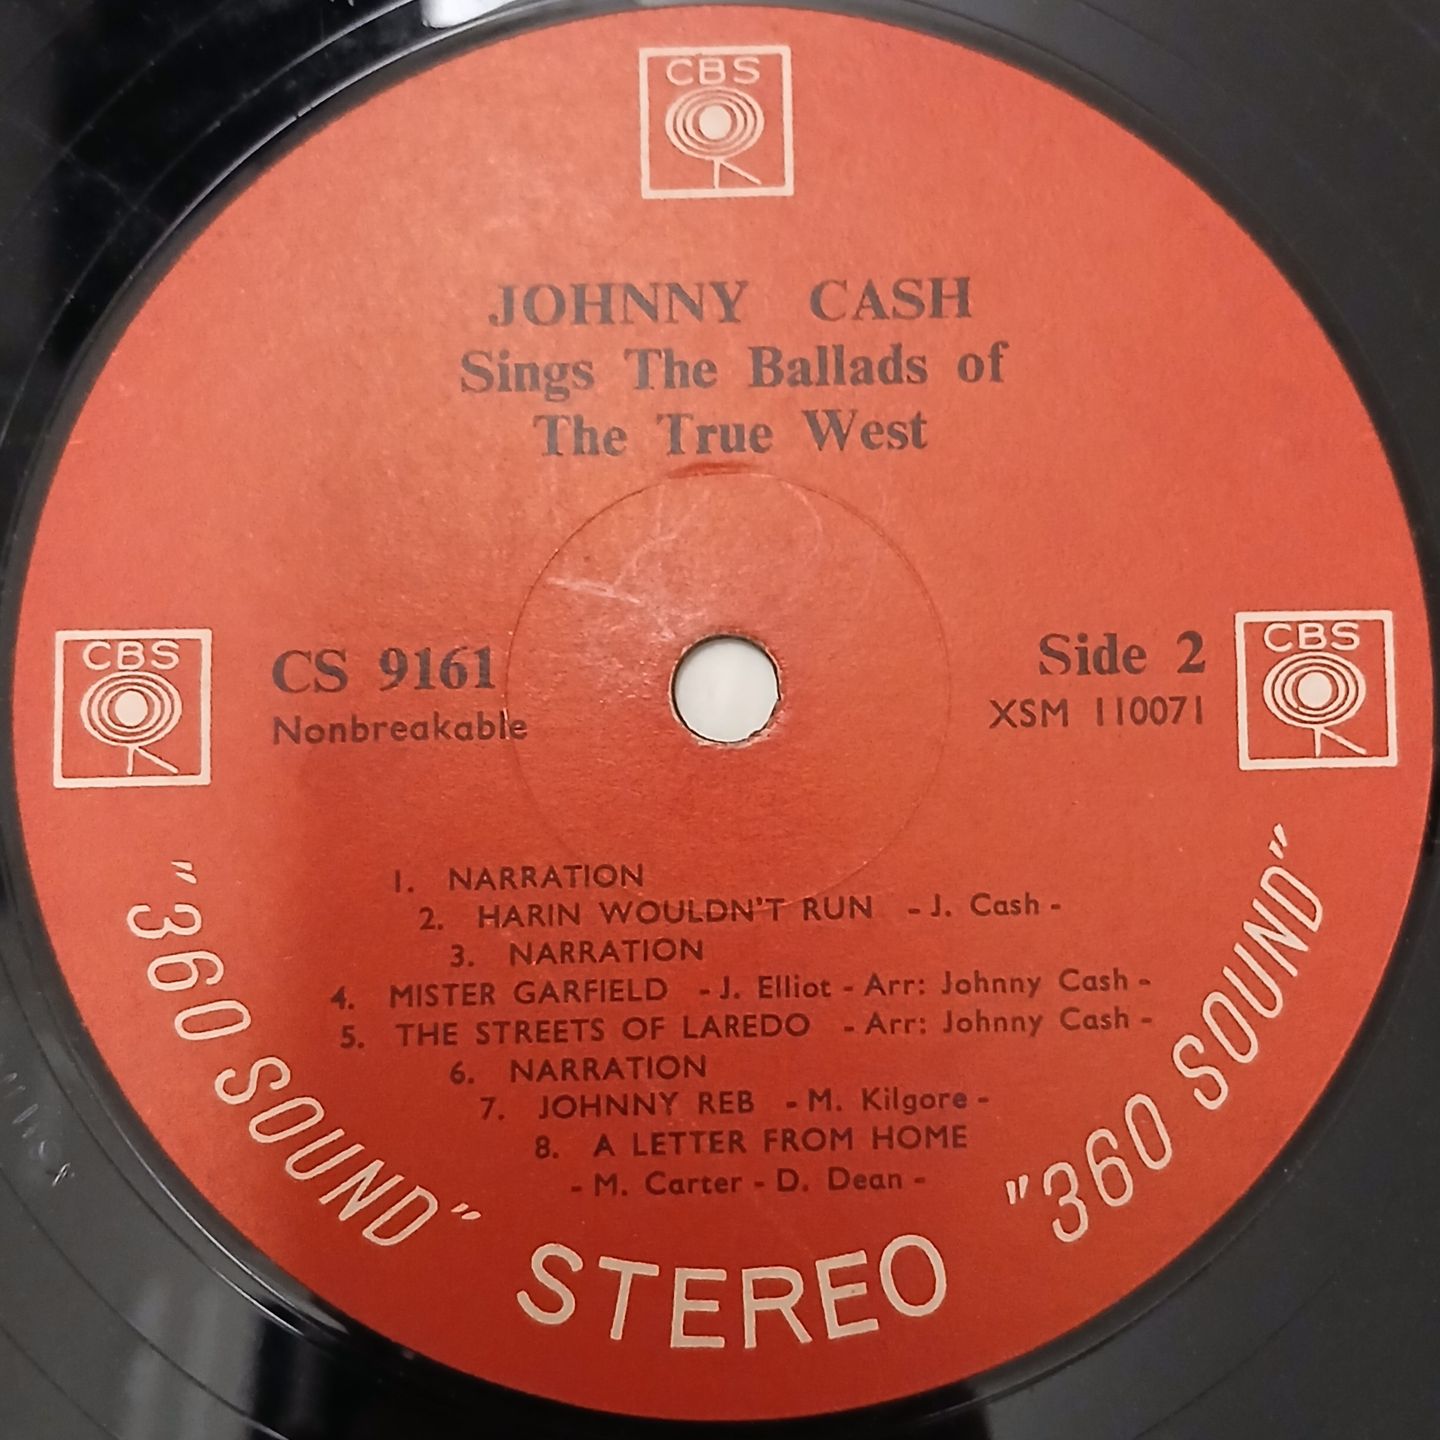 CBS
JOHNNY CASH
Sings The Ballads of
The True West
CBS
CS 9161
Nonbreakable
Side 2
XSM 110071
CBS
1. NARRATION
2. HARIN WOULDN'T RUN - J. Cash -
3. NARRATION
4. MISTER GARFIELD - J. Elliot - Arr: Johnny Cash -
5. THE STREETS OF LAREDO - Arr: Johnny Cash -
6. NARRATION
7. JOHNNY REB - M. Kilgore -
8. A LETTER FROM HOME
- M. Carter - D. Dean -
"360 SOUND"
STEREO
"360 SOUND"